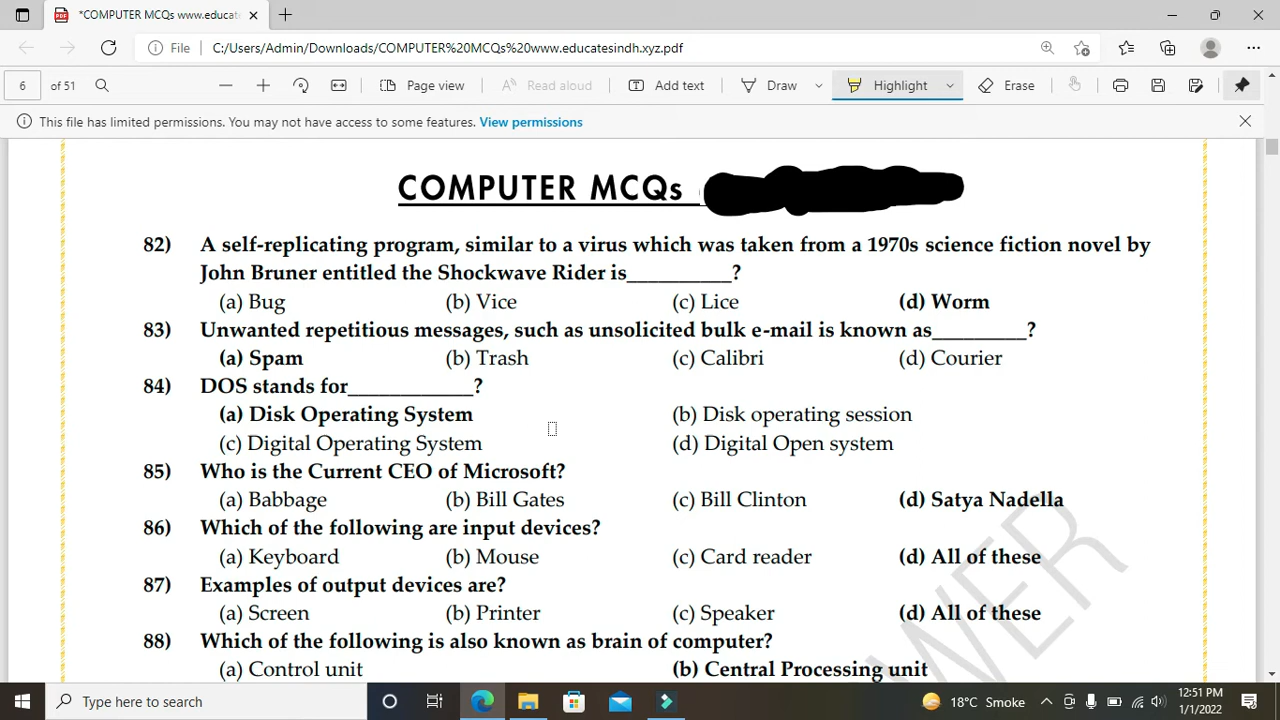 *COMPUTER MCQs www.educate
File C:/Users/Admin/Downloads/COMPUTER%20MCQs%20www.educatesindh.xyz.pdf
6 of 51 Page view Read aloud Add text Draw Highlight Erase
This file has limited permissions. You may not have access to some features. View permissions
COMPUTER MCQs
82) A self-replicating program, similar to a virus which was taken from a 1970s science fiction novel by
John Bruner entitled the Shockwave Rider is__________?
(a) Bug (b) Vice (c) Lice (d) Worm
83) Unwanted repetitious messages, such as unsolicited bulk e-mail is known as_________?
(a) Spam (b) Trash (c) Calibri (d) Courier
84) DOS stands for____________?
(a) Disk Operating System (b) Disk operating session
(c) Digital Operating System (d) Digital Open system
85) Who is the Current CEO of Microsoft?
(a) Babbage (b) Bill Gates (c) Bill Clinton (d) Satya Nadella
86) Which of the following are input devices?
(a) Keyboard (b) Mouse (c) Card reader (d) All of these
87) Examples of output devices are?
(a) Screen (b) Printer (c) Speaker (d) All of these
88) Which of the following is also known as brain of computer?
(a) Control unit (b) Central Processing unit
WER
Type here to search 18°C Smoke 12:51 PM
1/1/2022